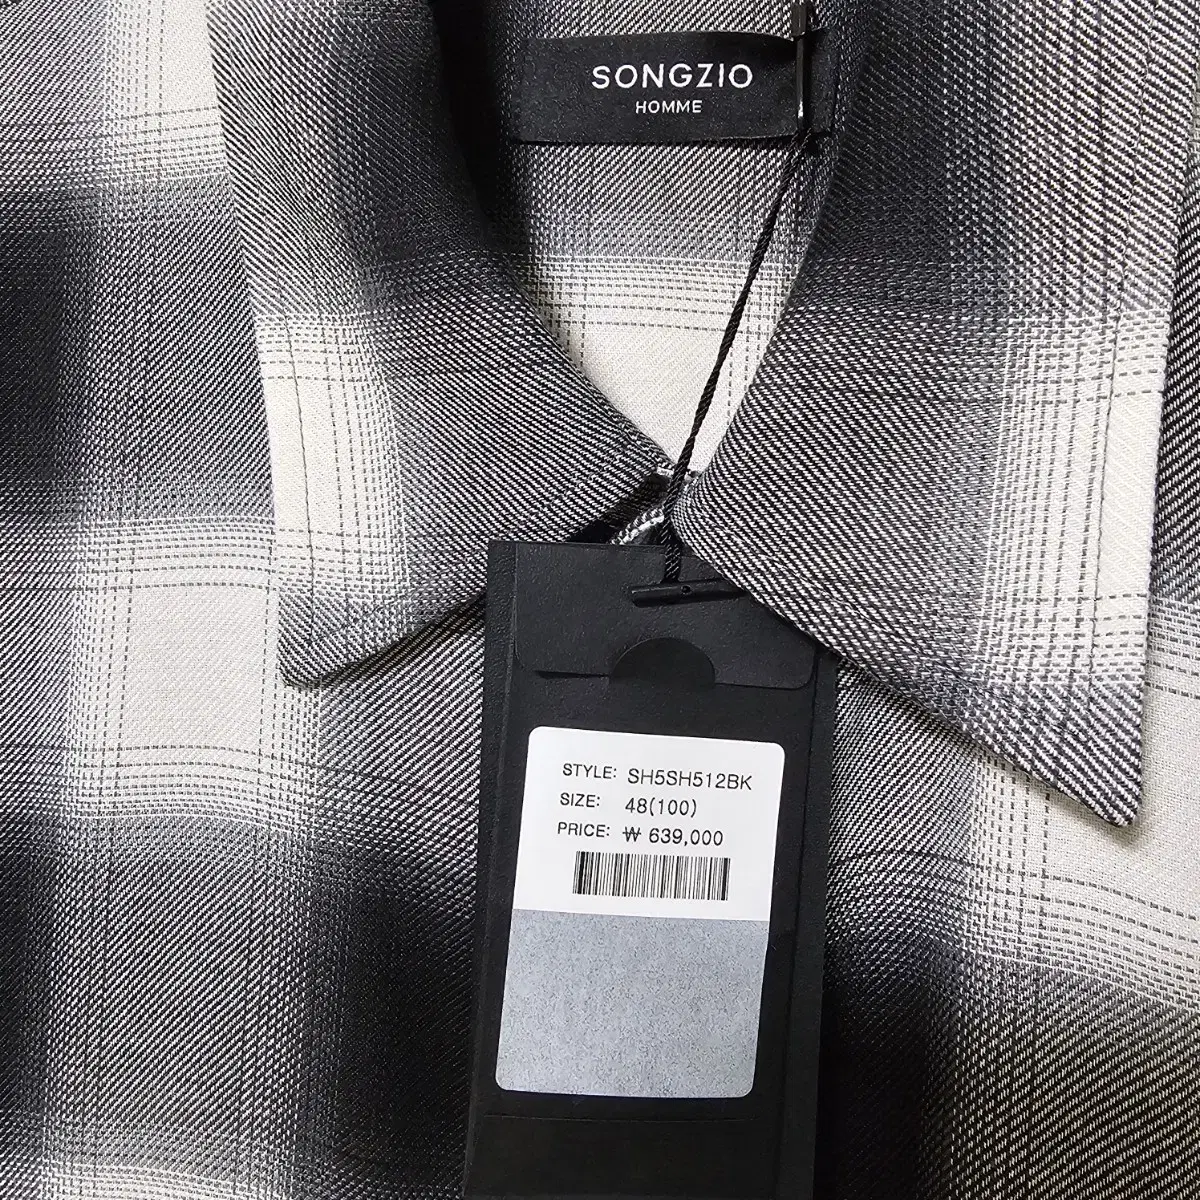 SONGZIO
HOMME
STYLE: SH5SH512BK
SIZE: 48(100)
PRICE: ₩ 639,000